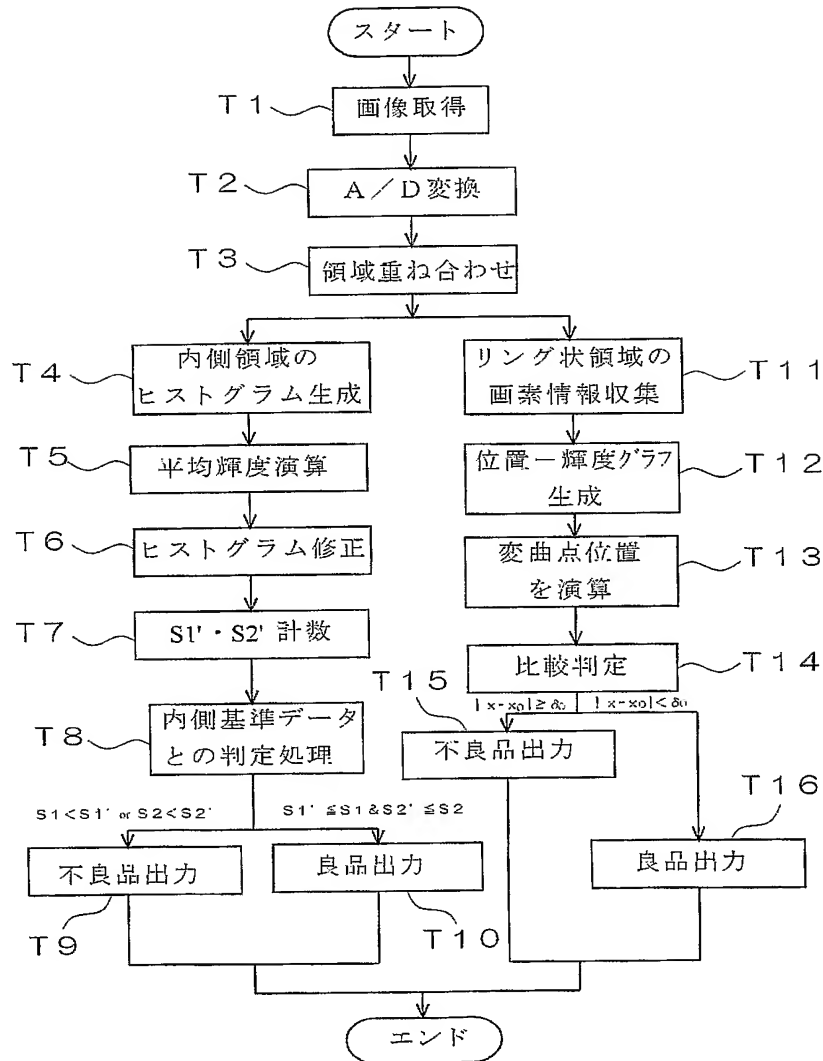 スタート
T1
画像取得
T2
A/D変換
T3
領域重ね合わせ
T4
内側領域の
ヒストグラム生成
T5
平均輝度演算
T6
ヒストグラム修正
T7
S1'・S2' 計数
T8
内側基準データ
との判定処理
S1<S1' or S2<S2'
S1'≦S1&S2'≦S2
不良品出力
T9
良品出力
T10
リング状領域の
画素情報収集
T11
位置-輝度グラフ
生成
T12
変曲点位置
を演算
T13
比較判定
T14
T15
|x-x₀|≥δ₀
|x-x₀|<δ₀
不良品出力
T16
良品出力
エンド